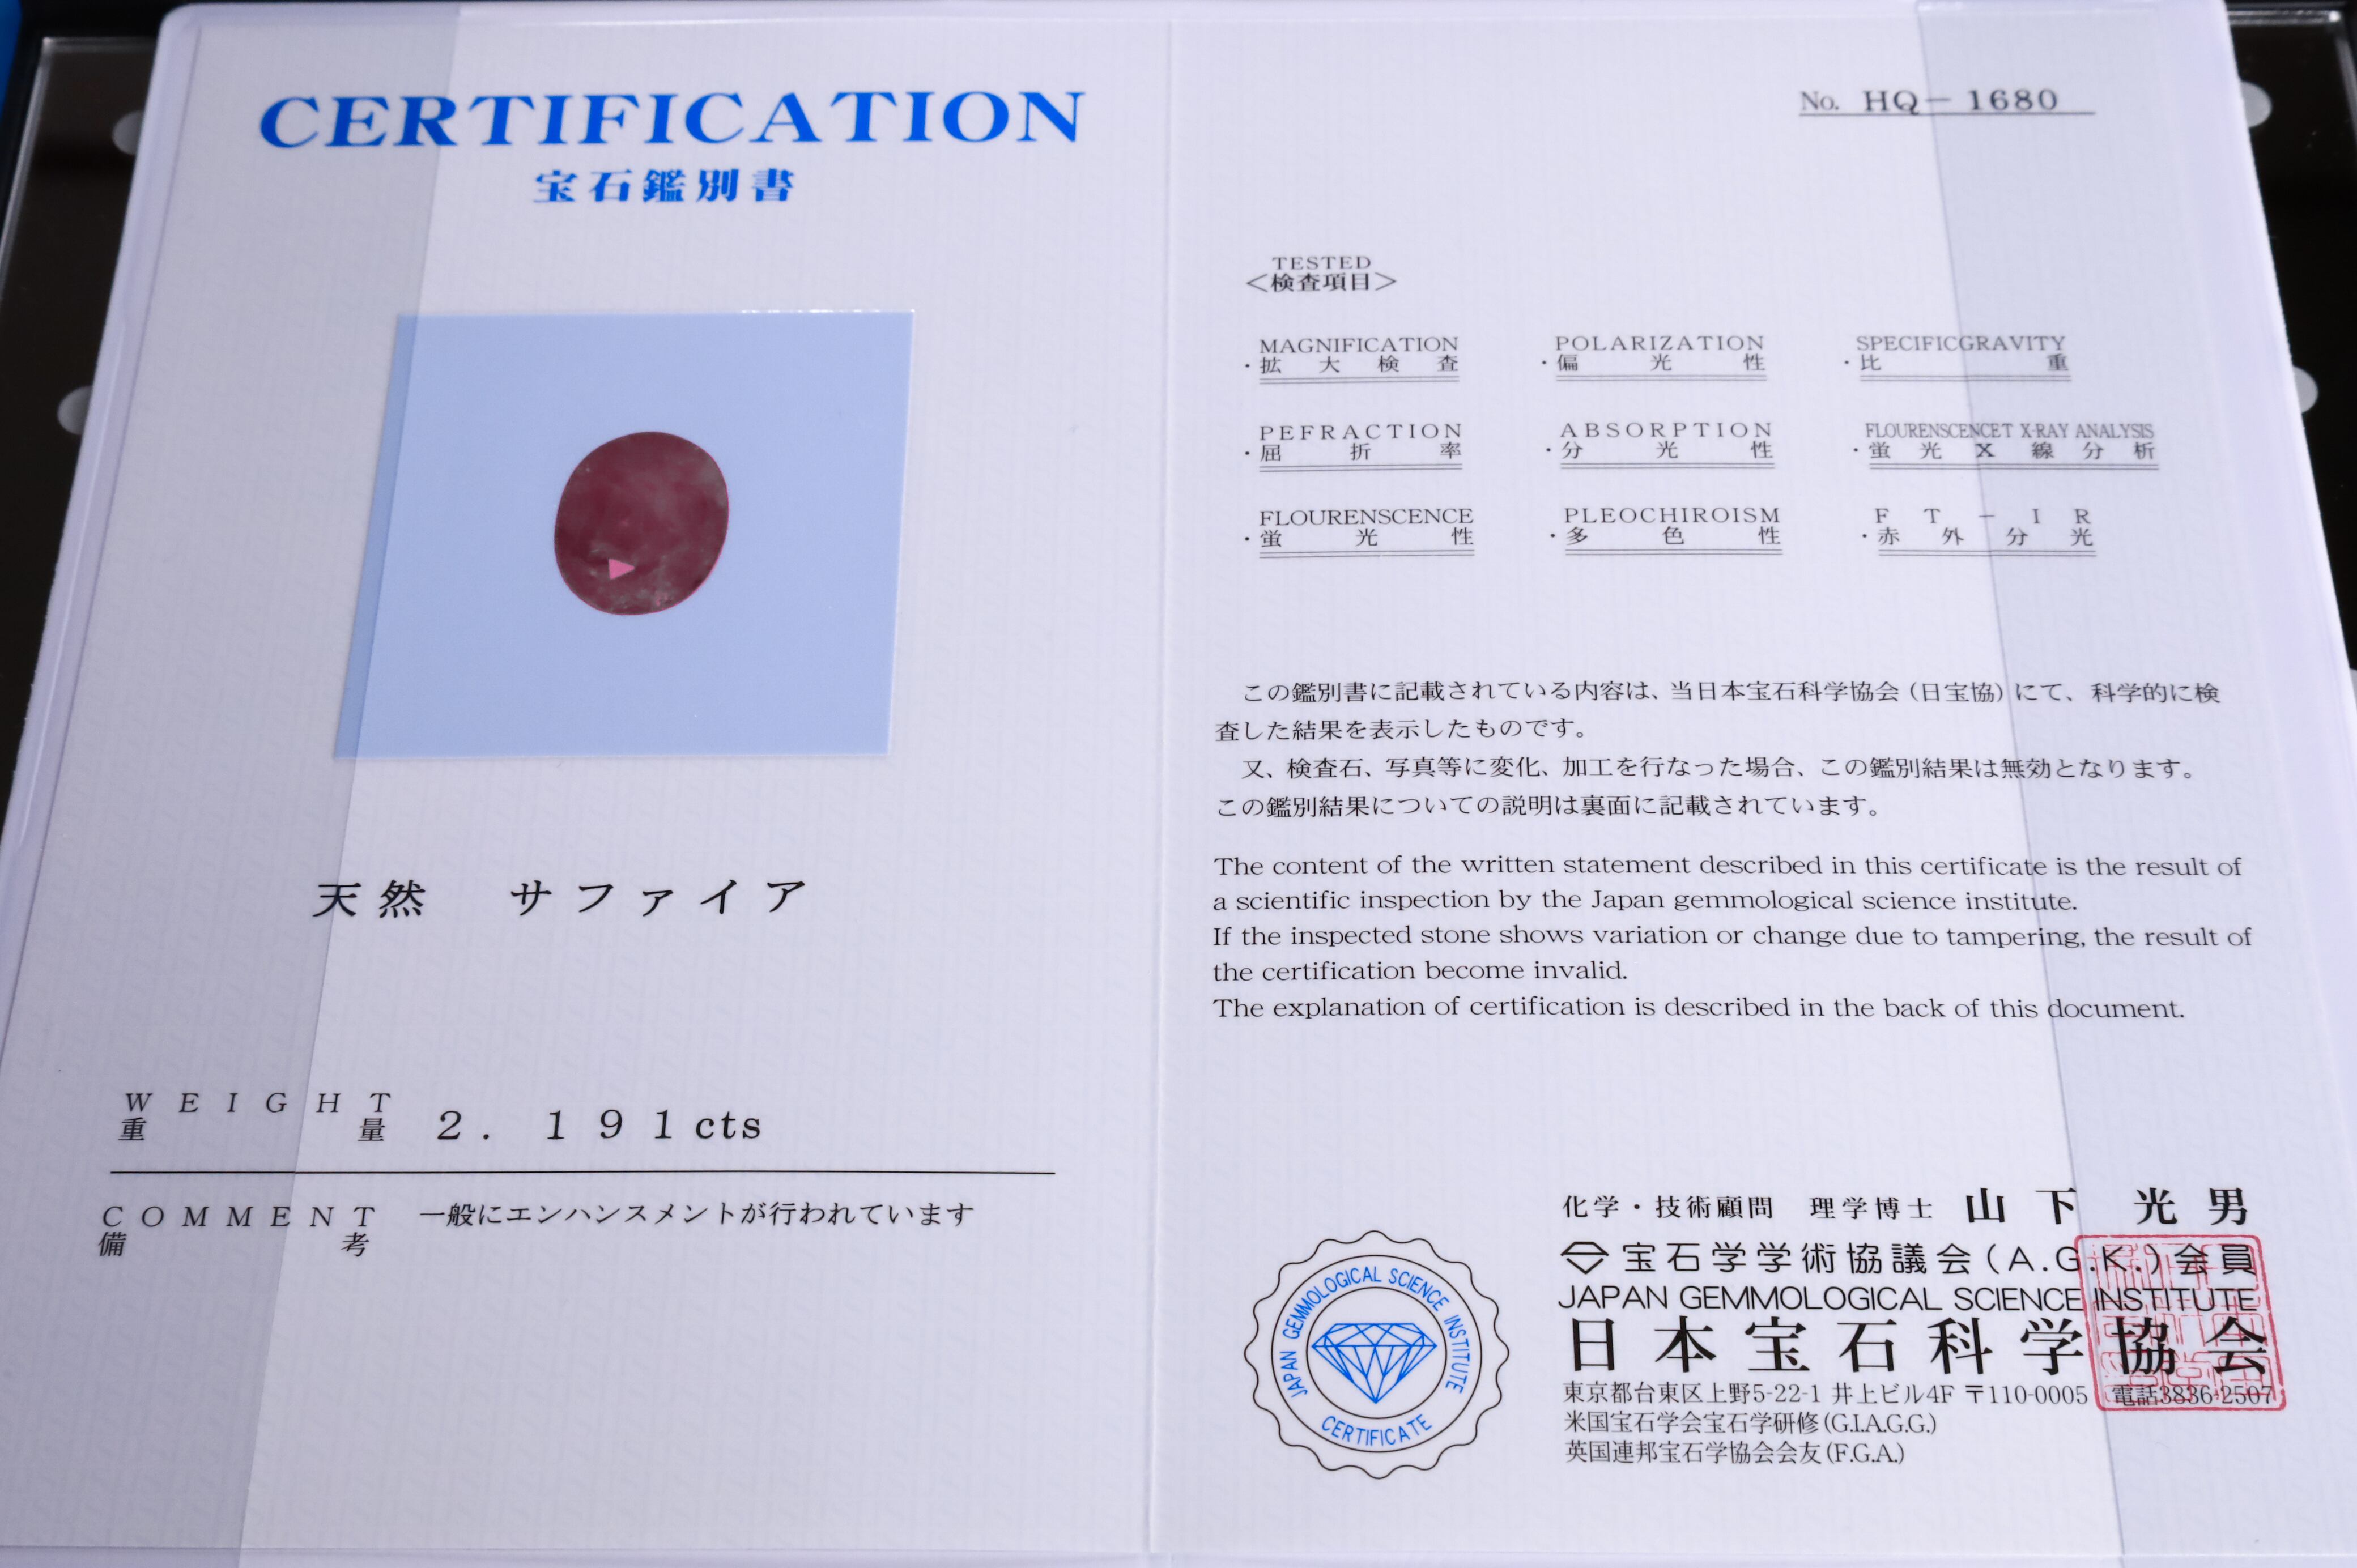 CERTIFICATION
宝石鑑別書
天然 サファイア
WEIGHT
重量
2.191cts
COMMENT
備考
一般にエンハンスメントが行われています
No. HQ-1680
TESTED
<検査項目>
MAGNIFICATION
・拡大検査
POLARIZATION
・偏光性
SPECIFICGRAVITY
・比重
PEFRACTION
・屈折率
ABSORPTION
・分光性
FLOURENSCENCET X-RAY ANALYSIS
・蛍光X線分析
FLOURENSCENCE
・蛍光性
PLEOCHIROISM
・多色性
FT-IR
・赤外分光
この鑑別書に記載されている内容は、当日本宝石科学協会(日宝協)にて、科学的に検
査した結果を表示したものです。
又、検査石、写真等に変化、加工を行なった場合、この鑑別結果は無効となります。
この鑑別結果についての説明は裏面に記載されています。
The content of the written statement described in this certificate is the result of
a scientific inspection by the Japan gemmological science institute.
If the inspected stone shows variation or change due to tampering, the result of
the certification become invalid.
The explanation of certification is described in the back of this document.
化学・技術顧問 理学博士 山下 光男
宝石学学術協議会(A.G.K.)会員
JAPAN GEMMOLOGICAL SCIENCE INSTITUTE
日本宝石科学協会
東京都台東区上野5-22-1 井上ビル4F 〒110-0005 電話3836-2507
米国宝石学会宝石学研修(G.I.A.G.G.)
英国連邦宝石学協会会友(F.G.A.)
JAPAN GEMMOLOGICAL SCIENCE INSTITUTE
CERTIFICATE